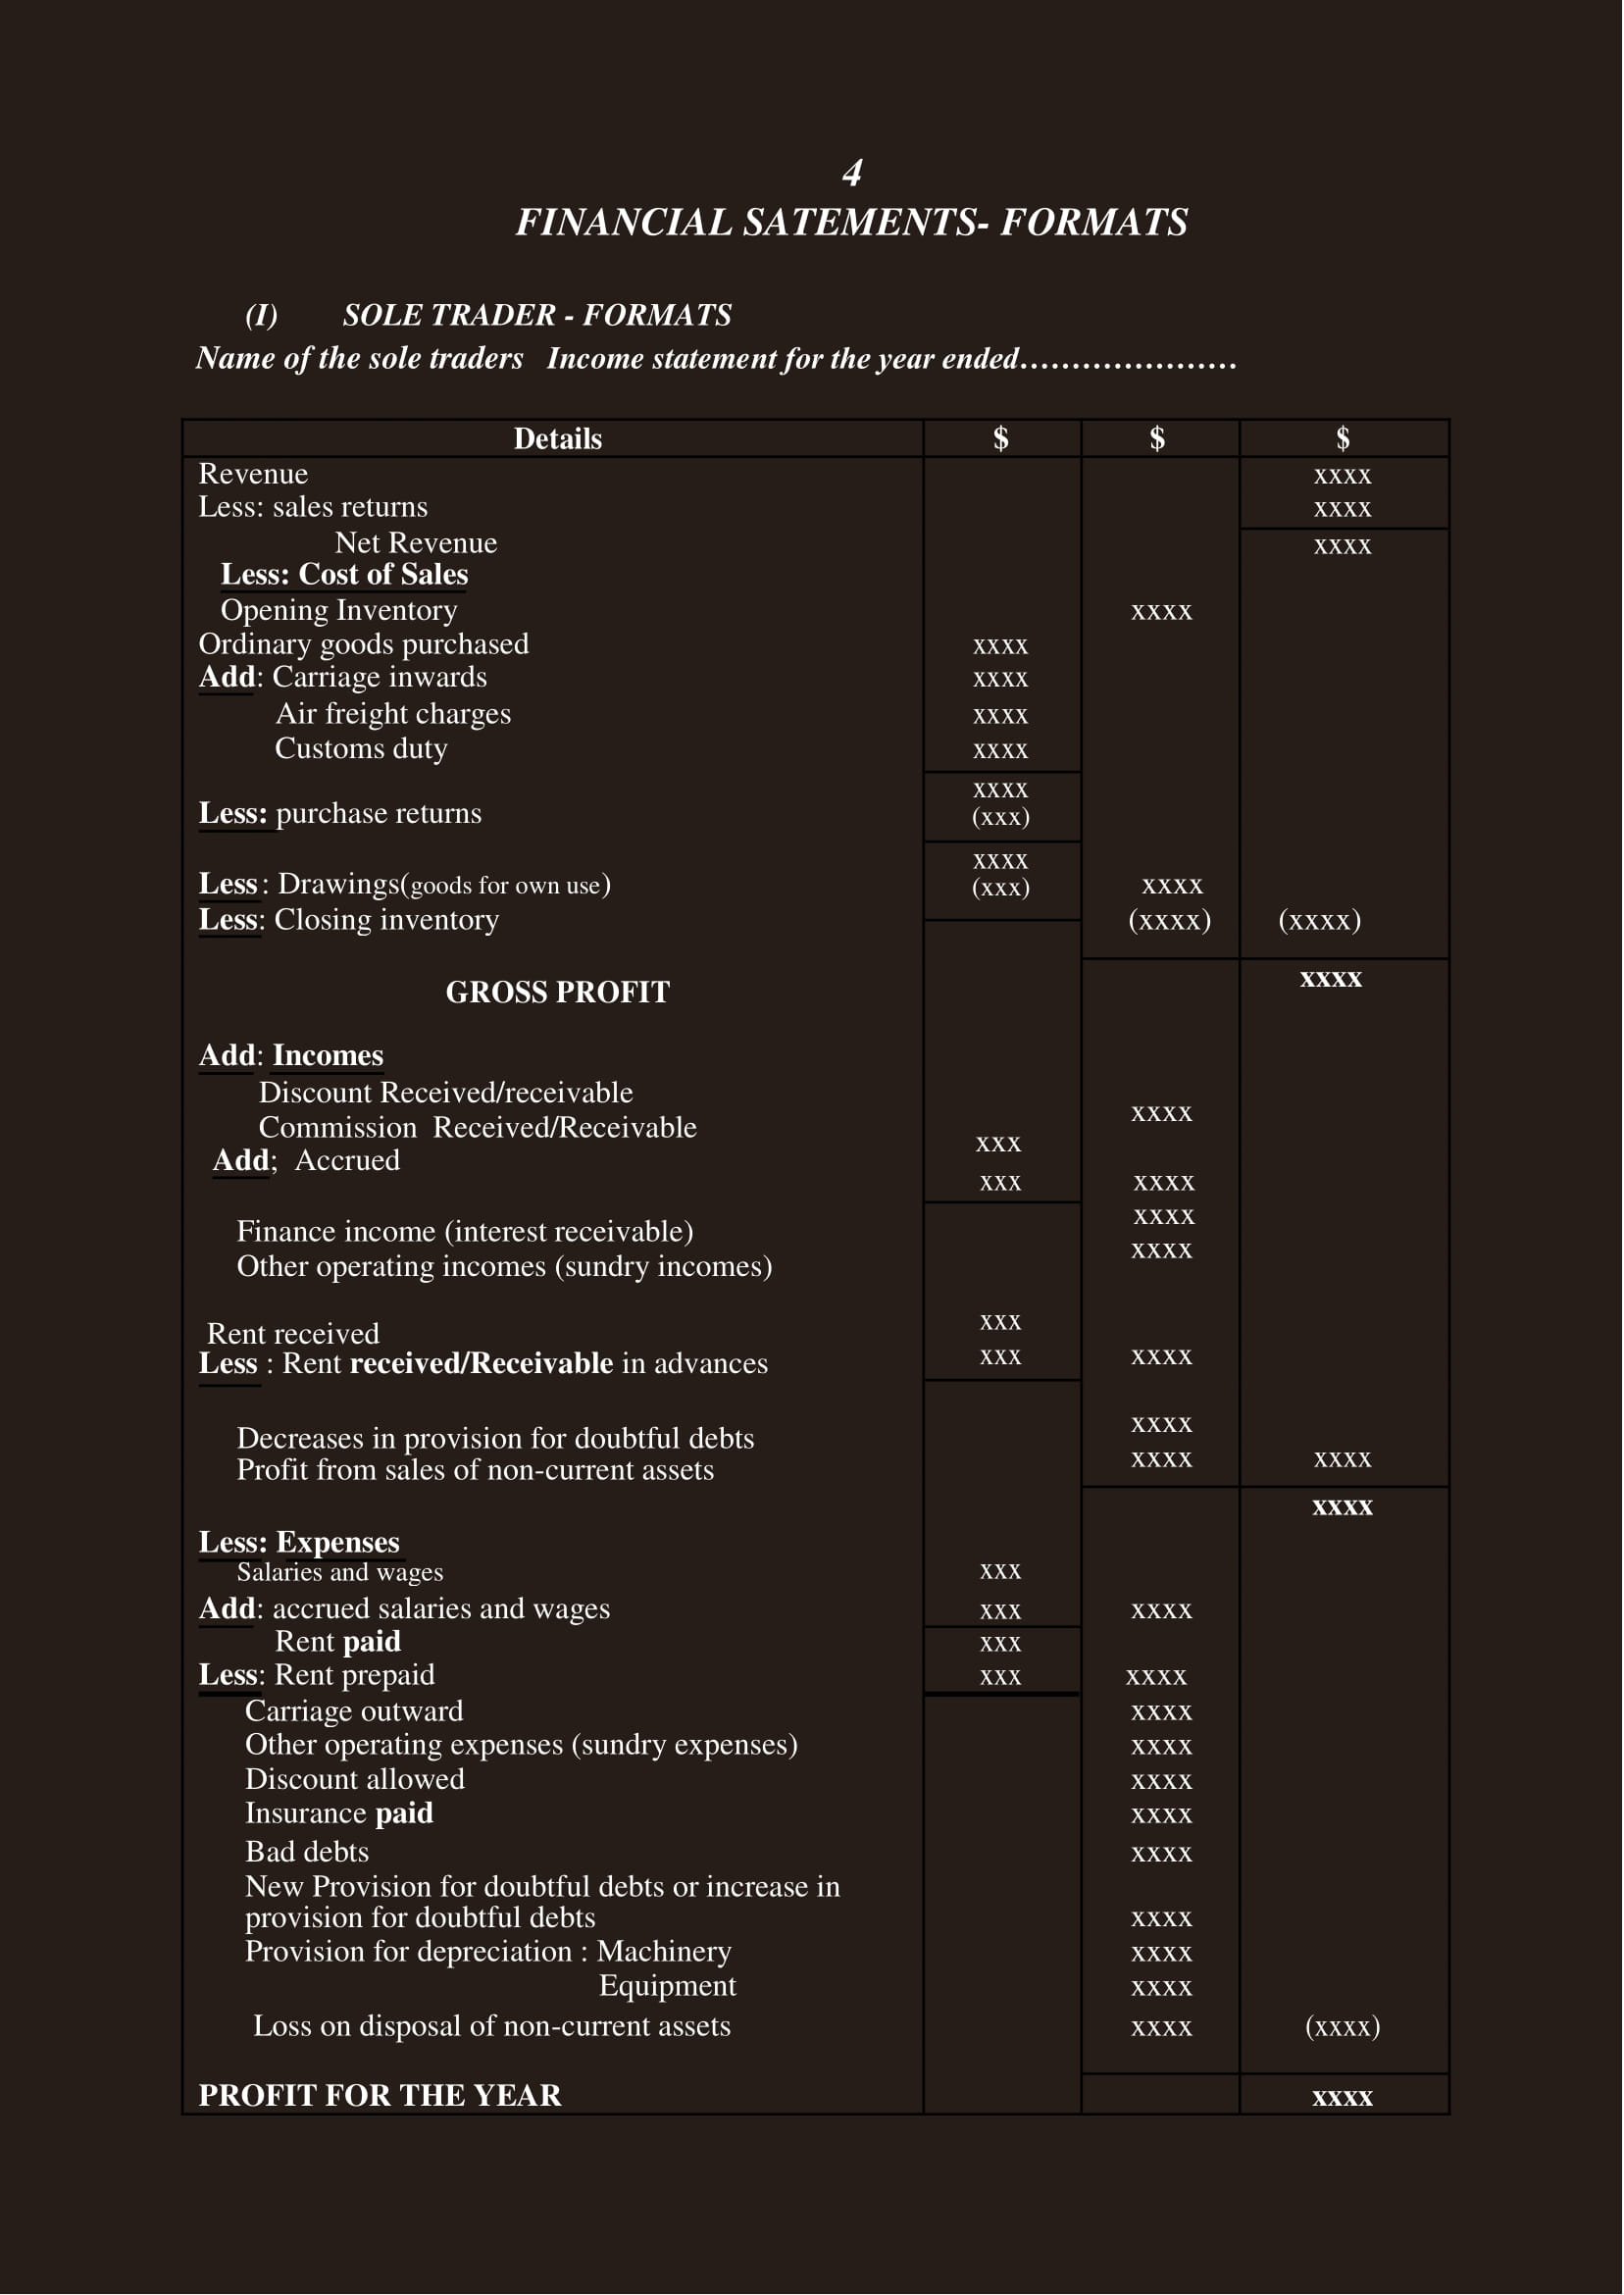 4
FINANCIAL SATEMENTS- FORMATS
(I) SOLE TRADER - FORMATS
Name of the sole traders Income statement for the year ended.....................
Details $ $ $
Revenue xxxx
Less: sales returns xxxx
Net Revenue xxxx
Less: Cost of Sales
Opening Inventory xxxx
Ordinary goods purchased xxxx
Add: Carriage inwards xxxx
Air freight charges xxxx
Customs duty xxxx
xxxx
Less: purchase returns (xxx)
xxxx
Less: Drawings(goods for own use) (xxx) xxxx
Less: Closing inventory (xxxx) (xxxx)
GROSS PROFIT xxxx
Add: Incomes
Discount Received/receivable xxxx
Commission Received/Receivable xxx
Add; Accrued xxx xxxx
Finance income (interest receivable) xxxx
Other operating incomes (sundry incomes) xxxx
Rent received xxx
Less : Rent received/Receivable in advances xxx xxxx
Decreases in provision for doubtful debts xxxx
Profit from sales of non-current assets xxxx xxxx
xxxx
Less: Expenses
Salaries and wages xxx
Add: accrued salaries and wages xxx xxxx
Rent paid xxx
Less: Rent prepaid xxx xxxx
Carriage outward xxxx
Other operating expenses (sundry expenses) xxxx
Discount allowed xxxx
Insurance paid xxxx
Bad debts xxxx
New Provision for doubtful debts or increase in
provision for doubtful debts xxxx
Provision for depreciation : Machinery xxxx
Equipment xxxx
Loss on disposal of non-current assets xxxx (xxxx)
PROFIT FOR THE YEAR xxxx